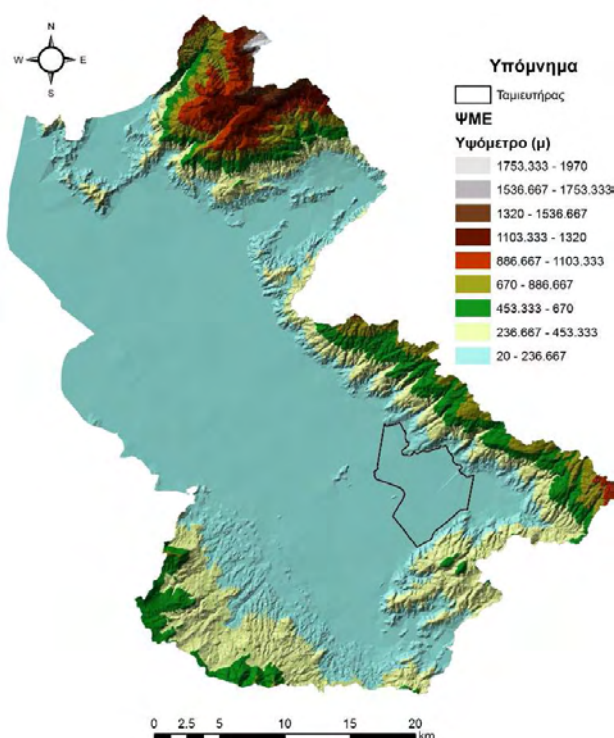 N
W E
S
Υπόμνημα
Ταμιευτήρας
ΨΜΕ
Υψόμετρο (μ)
1753.333 - 1970
1536.667 - 1753.333
1320 - 1536.667
1103.333 - 1320
886.667 - 1103.333
670 - 886.667
453.333 - 670
236.667 - 453.333
20 - 236.667
0 2.5 5 10 15 20
km